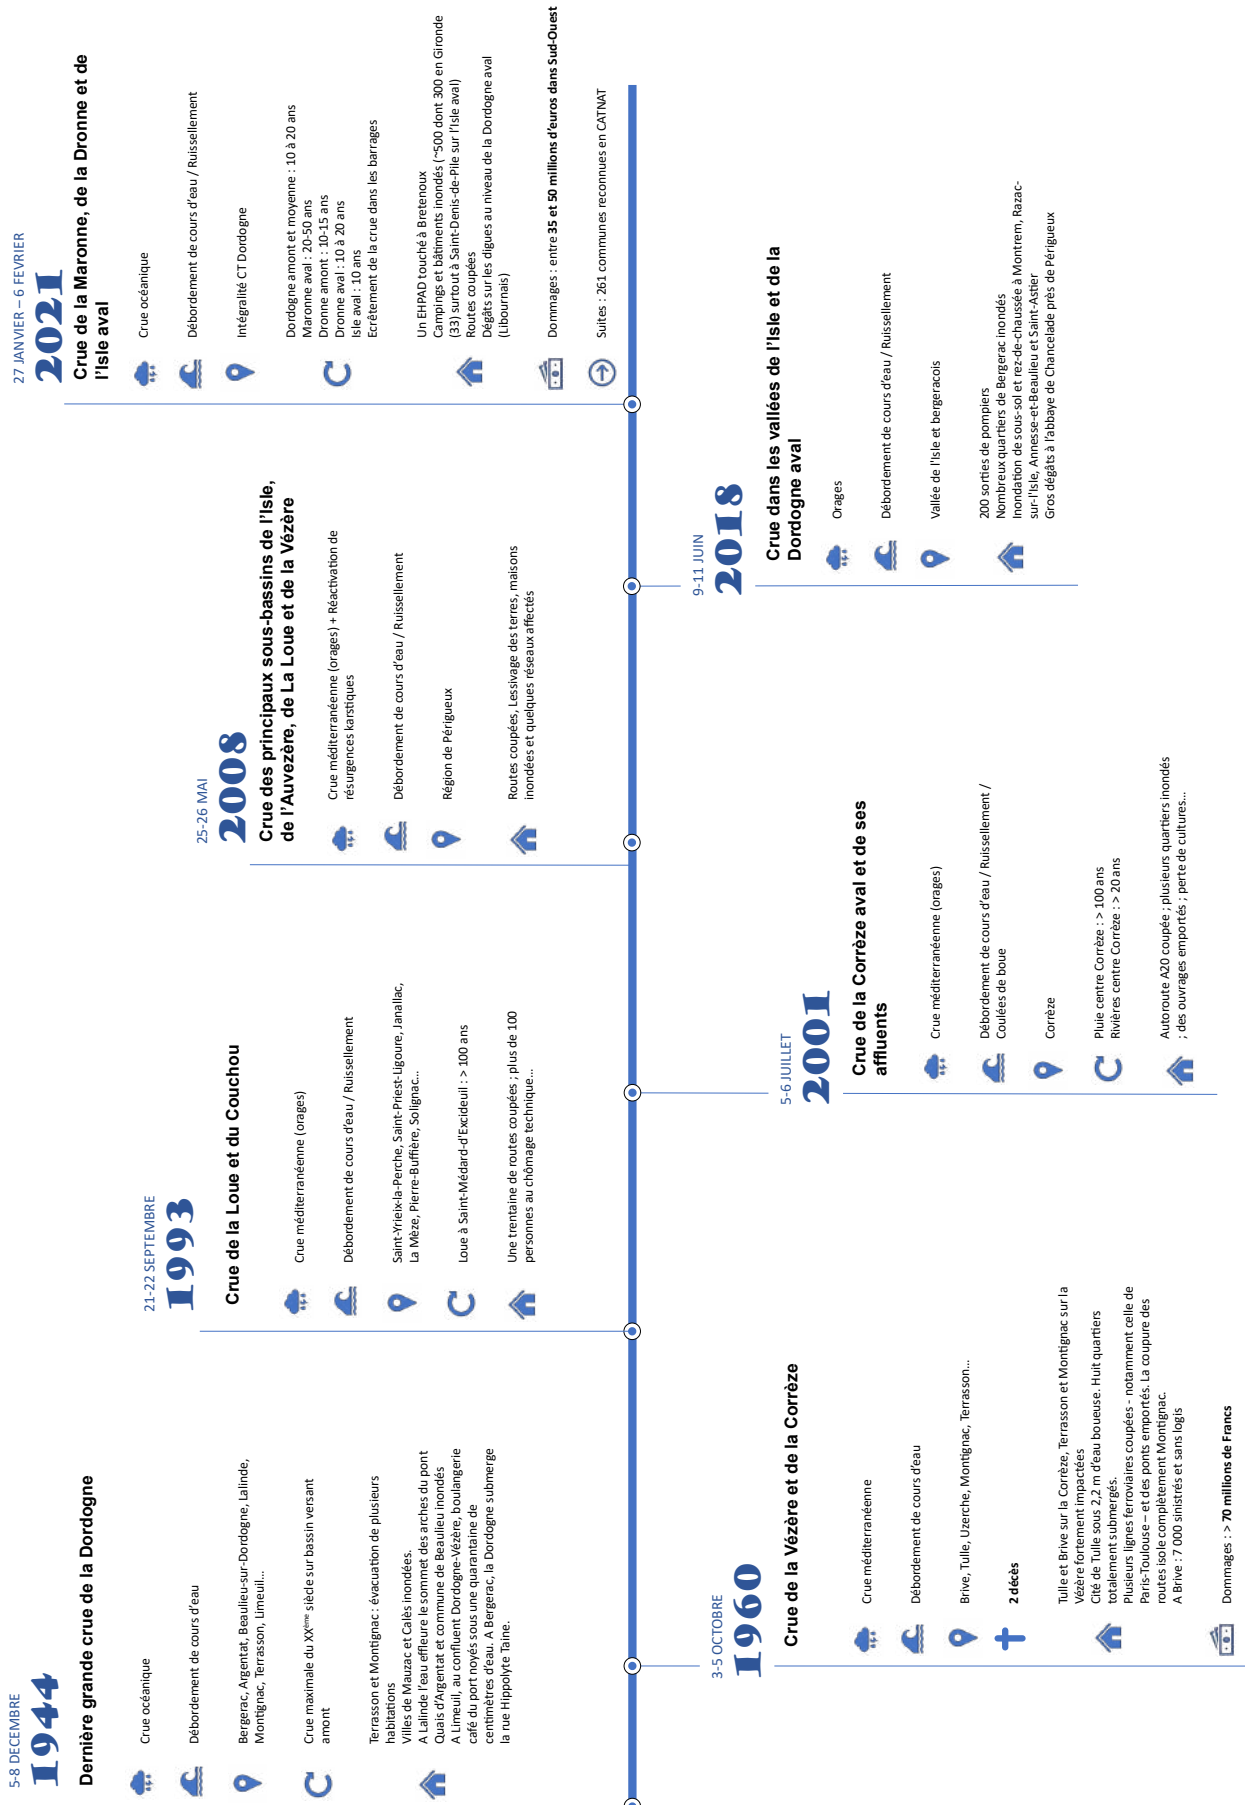 5-8 DECEMBRE
1944
Dernière grande crue de la Dordogne
Crue océanique
Débordement de cours d'eau
Bergerac, Argentat, Beaulieu-sur-Dordogne, Lalinde,
Montignac, Terrasson, Limeuil…
Crue maximale du XXème siècle sur bassin versant
amont
Terrasson et Montignac : évacuation de plusieurs
habitations
Villes de Mauzac et Calès inondées.
A Lalinde l'eau effleure le sommet des arches du pont
Quais d'Argentat et commune de Beaulieu inondés
A Limeuil, au confluent Dordogne-Vézère, boulangerie
café du port noyés sous une quarantaine de
centimètres d'eau. A Bergerac, la Dordogne submerge
la rue Hippolyte Taine.
3-5 OCTOBRE
1960
Crue de la Vézère et de la Corrèze
Crue méditerranéenne
Débordement de cours d'eau
Brive, Tulle, Uzerche, Montignac, Terrasson…
2 décès
Tulle et Brive sur la Corrèze, Terrasson et Montignac sur la
Vézère fortement impactées
Cité de Tulle sous 2,2 m d'eau boueuse. Huit quartiers
totalement submergés.
Plusieurs lignes ferroviaires coupées - notamment celle de
Paris-Toulouse – et des ponts emportés. La coupure des
routes isole complètement Montignac.
A Brive : 7 000 sinistrés et sans logis
Dommages : > 70 millions de Francs
21-22 SEPTEMBRE
1993
Crue de la Loue et du Couchou
Crue méditerranéenne (orages)
Débordement de cours d'eau / Ruissellement
Saint-Yrieix-la-Perche, Saint-Priest-Ligoure, Janaillac,
La Mèze, Pierre-Buffière, Solignac…
Loue à Saint-Médard-d'Excideuil : > 100 ans
Une trentaine de routes coupées ; plus de 100
personnes au chômage technique…
5-6 JUILLET
2001
Crue de la Corrèze aval et de ses
affluents
Crue méditerranéenne (orages)
Débordement de cours d'eau / Ruissellement /
Coulées de boue
Corrèze
Pluie centre Corrèze : > 100 ans
Rivières centre Corrèze : > 20 ans
Autoroute A20 coupée ; plusieurs quartiers inondés
; des ouvrages emportés ; perte de cultures…
25-26 MAI
2008
Crue des principaux sous-bassins de l'Isle,
de l'Auvezère, de La Loue et de la Vézère
Crue méditerranéenne (orages) + Réactivation de
résurgences karstiques
Débordement de cours d'eau / Ruissellement
Région de Périgueux
Routes coupées, Lessivage des terres, maisons
inondées et quelques réseaux affectés
9-11 JUIN
2018
Crue dans les vallées de l'Isle et de la
Dordogne aval
Orages
Débordement de cours d'eau / Ruissellement
Vallée de l'Isle et bergeracois
200 sorties de pompiers
Nombreux quartiers de Bergerac inondés
Inondation de sous-sol et rez-de-chaussée à Montrem, Razac-
sur-l'Isle, Annesse-et-Beaulieu et Saint-Astier
Gros dégâts à l'abbaye de Chancelade près de Périgueux
27 JANVIER – 6 FEVRIER
2021
Crue de la Maronne, de la Dronne et de
l'Isle aval
Crue océanique
Débordement de cours d'eau / Ruissellement
Intégralité CT Dordogne
Dordogne amont et moyenne : 10 à 20 ans
Maronne aval : 20-50 ans
Dronne amont : 10-15 ans
Dronne aval : 10 à 20 ans
Isle aval : 10 ans
Ecrêtement de la crue dans les barrages
Un EHPAD touché à Bretenoux
Campings et bâtiments inondés (~500 dont 300 en Gironde
(33) surtout à Saint-Denis-de-Pile sur l'Isle aval)
Routes coupées
Dégâts sur les digues au niveau de la Dordogne aval
(Libournais)
Dommages : entre 35 et 50 millions d'euros dans Sud-Ouest
Suites : 261 communes reconnues en CATNAT